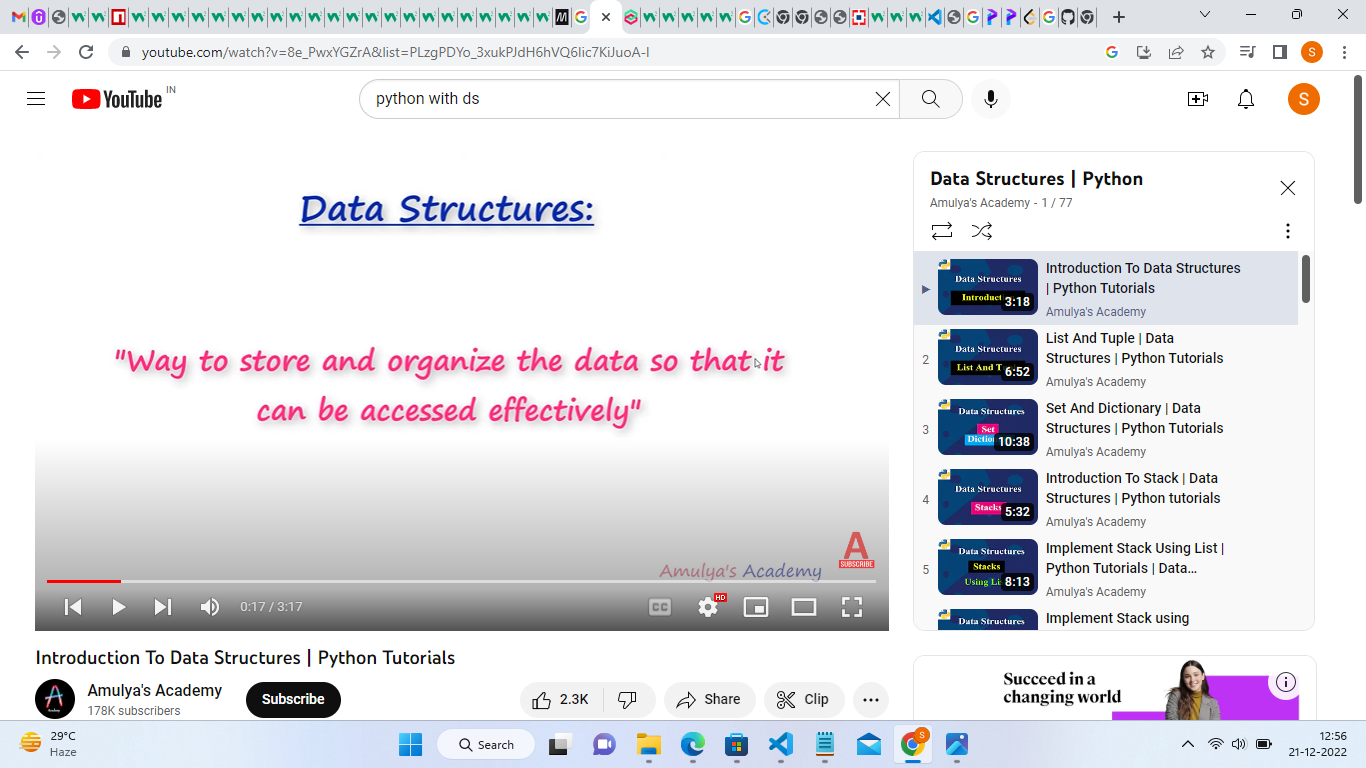 youtube.com/watch?v=8e_PwxYGZrA&list=PLzgPDYo_3xukPJdH6hVQ6lic7KiJuoA-l
S
YouTube IN
python with ds
S
Data Structures:
"Way to store and organize the data so that it
can be accessed effectively"
A
SUBSCRIBE
Amulya's Academy
0:17 / 3:17
CC
HD
Introduction To Data Structures | Python Tutorials
Amulya's Academy
178K subscribers
Subscribe
2.3K
Share
Clip
Data Structures | Python
Amulya's Academy - 1 / 77
Data Structures
3:18
Introduction To Data Structures
| Python Tutorials
Amulya's Academy
2
Data Structures
6:52
List And Tuple | Data
Structures | Python Tutorials
Amulya's Academy
3
Data Structures
Set
10:38
Set And Dictionary | Data
Structures | Python Tutorials
Amulya's Academy
4
Data Structures
Stacks
5:32
Introduction To Stack | Data
Structures | Python tutorials
Amulya's Academy
5
Data Structures
Stacks
Using
8:13
Implement Stack Using List |
Python Tutorials | Data...
Amulya's Academy
Data Structures
Implement Stack using
Succeed in a
changing world
29°C
Haze
Search
S
12:56
21-12-2022